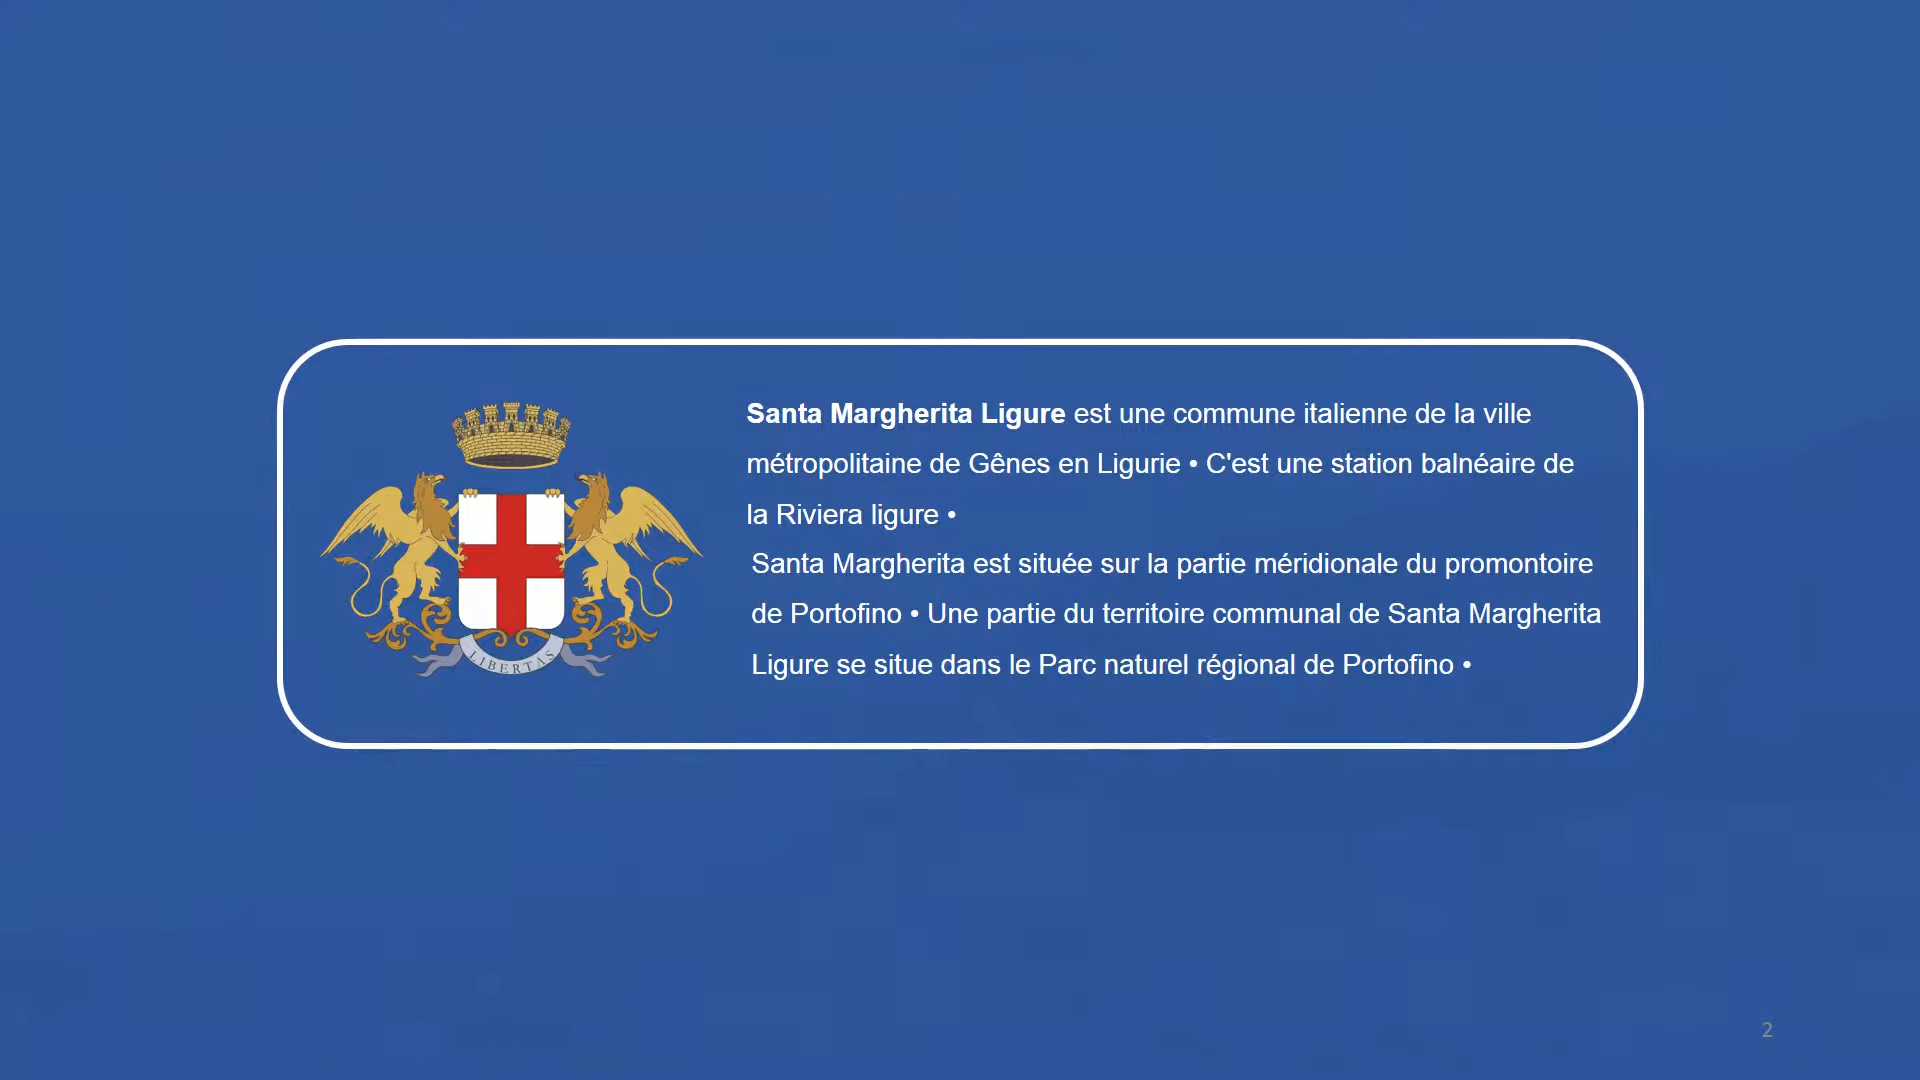 Santa Margherita Ligure est une commune italienne de la ville
métropolitaine de Gênes en Ligurie • C'est une station balnéaire de
la Riviera ligure •
Santa Margherita est située sur la partie méridionale du promontoire
de Portofino • Une partie du territoire communal de Santa Margherita
Ligure se situe dans le Parc naturel régional de Portofino •
LIBERTAS
2